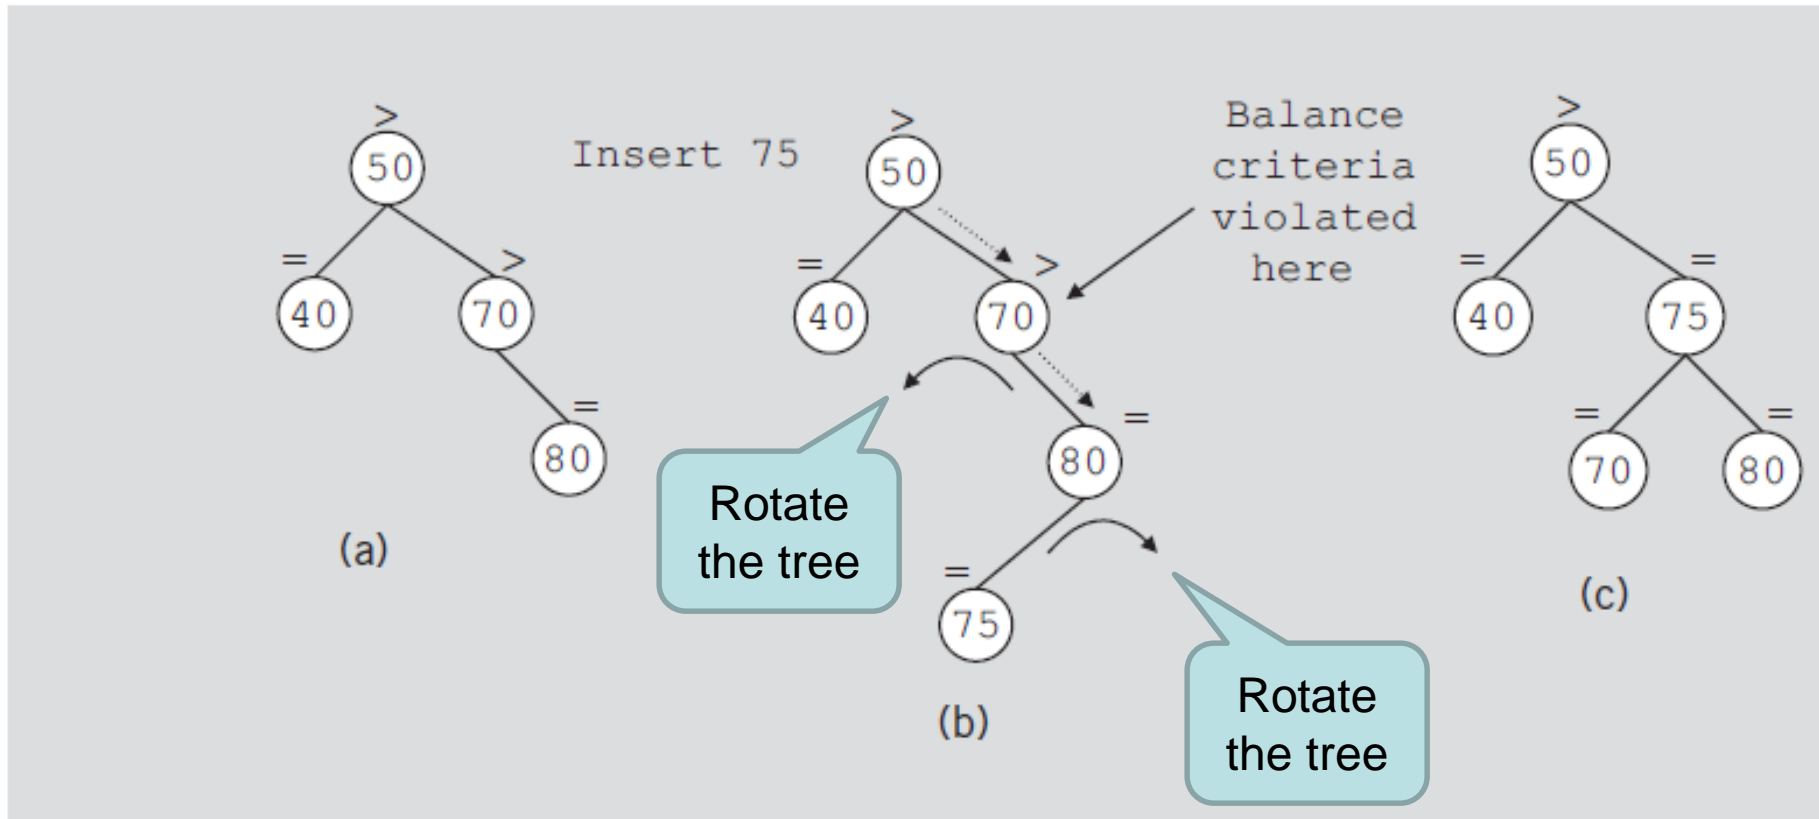 >
50
=
40
>
70
=
80
(a)
Insert 75
>
50
=
40
>
70
=
80
=
75
Rotate
the tree
Rotate
the tree
(b)
Balance
criteria
violated
here
>
50
=
40
=
75
=
70
=
80
(c)